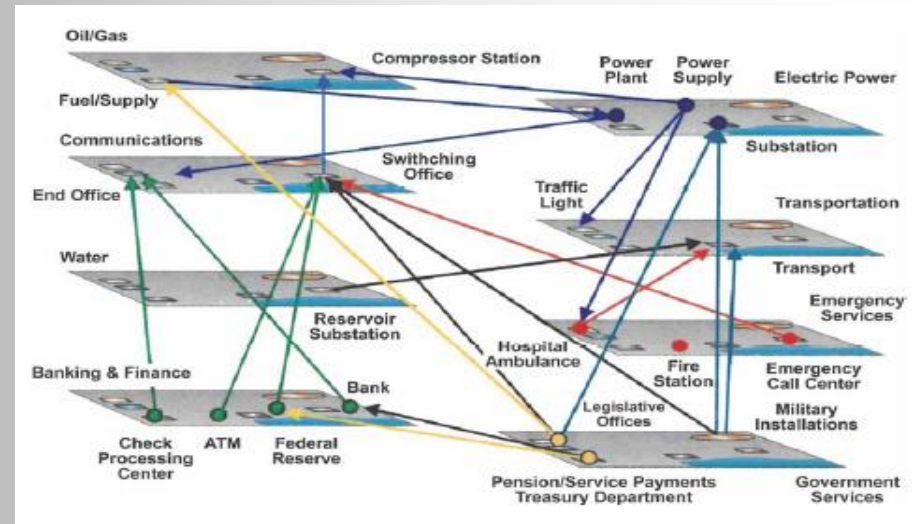 Oil/Gas
Compressor Station
Fuel/Supply
Power
Plant
Power
Supply
Electric Power
Substation
Communications
Swithching
Office
End Office
Traffic
Light
Transportation
Transport
Water
Reservoir
Substation
Emergency
Services
Hospital
Ambulance
Fire
Station
Emergency
Call Center
Banking & Finance
Bank
Check
Processing
Center
ATM
Federal
Reserve
Legislative
Offices
Military
Installations
Pension/Service Payments
Treasury Department
Government
Services